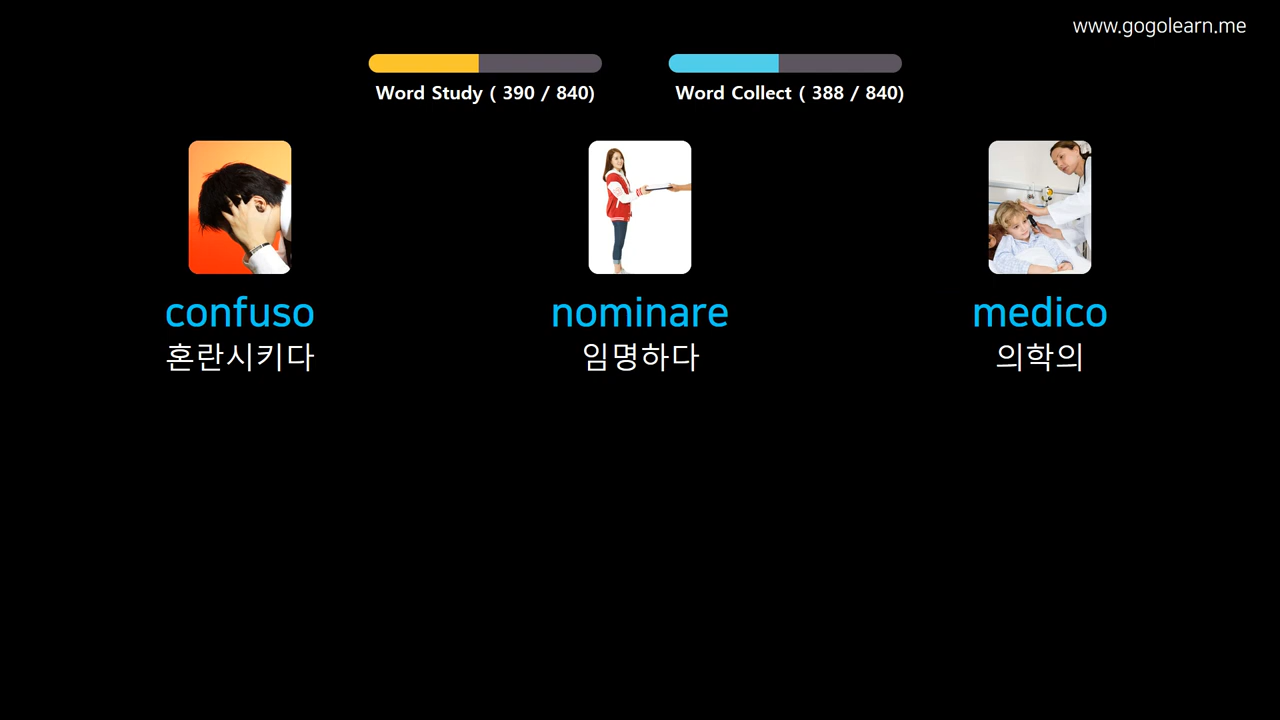 www.gogolearn.me
Word Study ( 390 / 840)
Word Collect ( 388 / 840)
confuso
혼란시키다
nominare
임명하다
medico
의학의